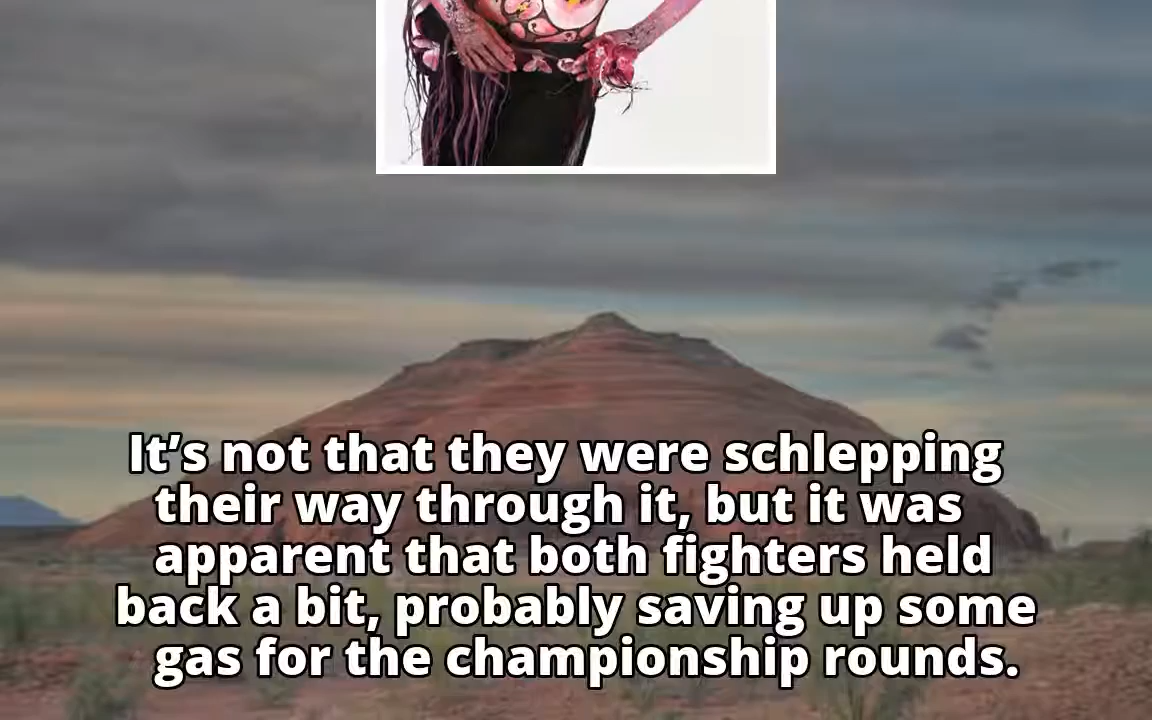 It’s not that they were schlepping
their way through it, but it was
apparent that both fighters held
back a bit, probably saving up some
gas for the championship rounds.